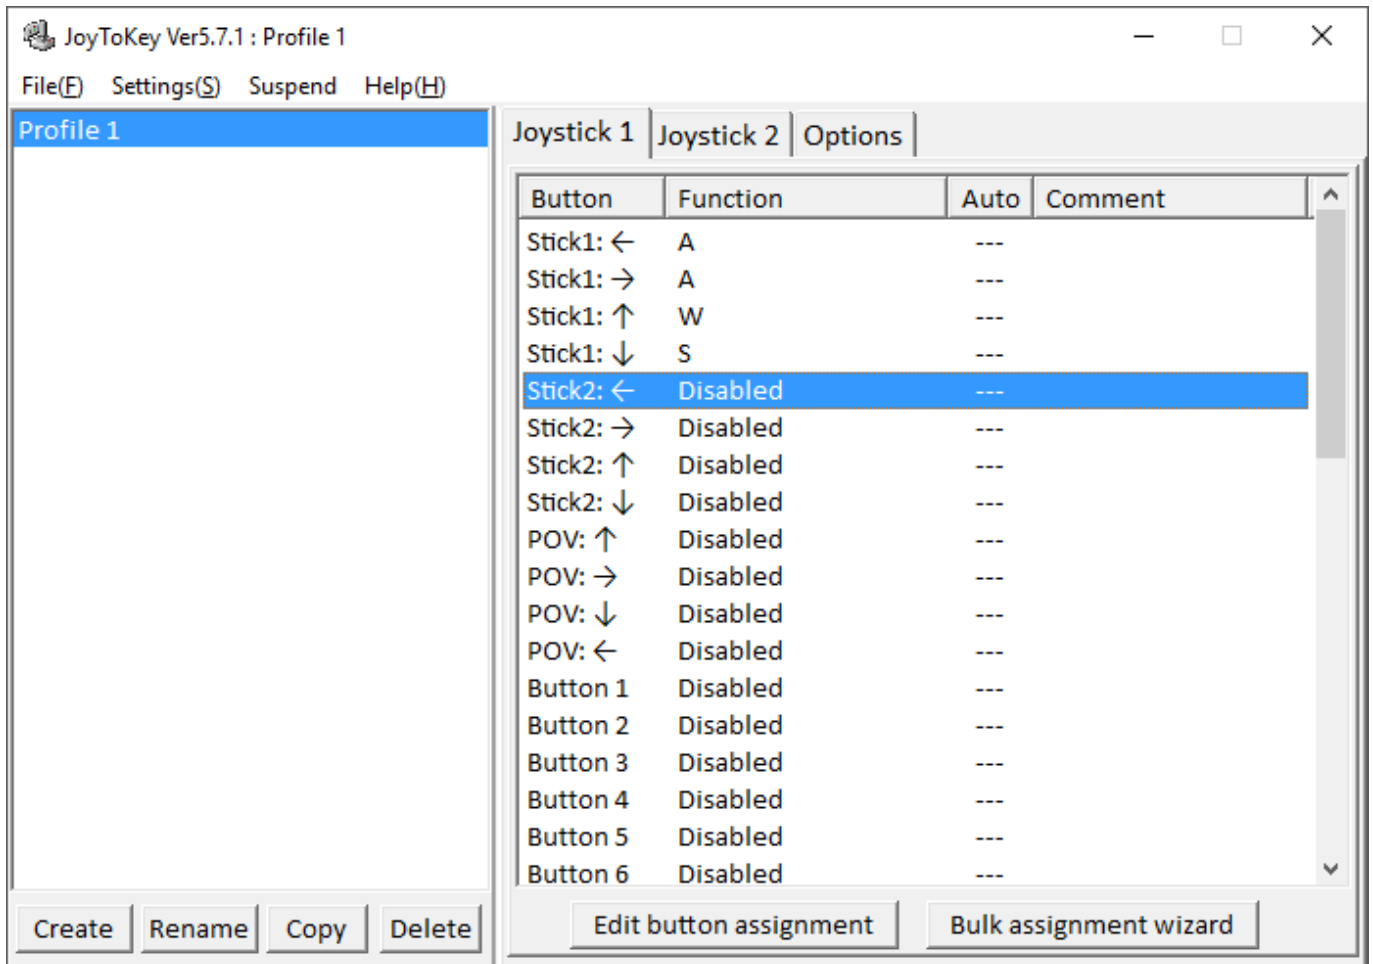 JoyToKey Ver5.7.1 : Profile 1
File(F) Settings(S) Suspend Help(H)
Profile 1
Joystick 1 Joystick 2 Options
Button Function Auto Comment
Stick1: ← A ---
Stick1: → A ---
Stick1: ↑ W ---
Stick1: ↓ S ---
Stick2: ← Disabled ---
Stick2: → Disabled ---
Stick2: ↑ Disabled ---
Stick2: ↓ Disabled ---
POV: ↑ Disabled ---
POV: → Disabled ---
POV: ↓ Disabled ---
POV: ← Disabled ---
Button 1 Disabled ---
Button 2 Disabled ---
Button 3 Disabled ---
Button 4 Disabled ---
Button 5 Disabled ---
Button 6 Disabled ---
Create Rename Copy Delete
Edit button assignment Bulk assignment wizard